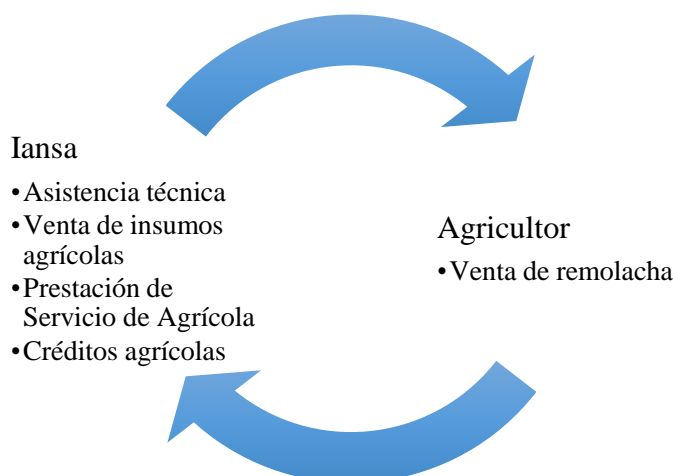 Iansa
•Asistencia técnica
•Venta de insumos
agrícolas
•Prestación de
Servicio de Agrícola
•Créditos agrícolas
Agricultor
•Venta de remolacha